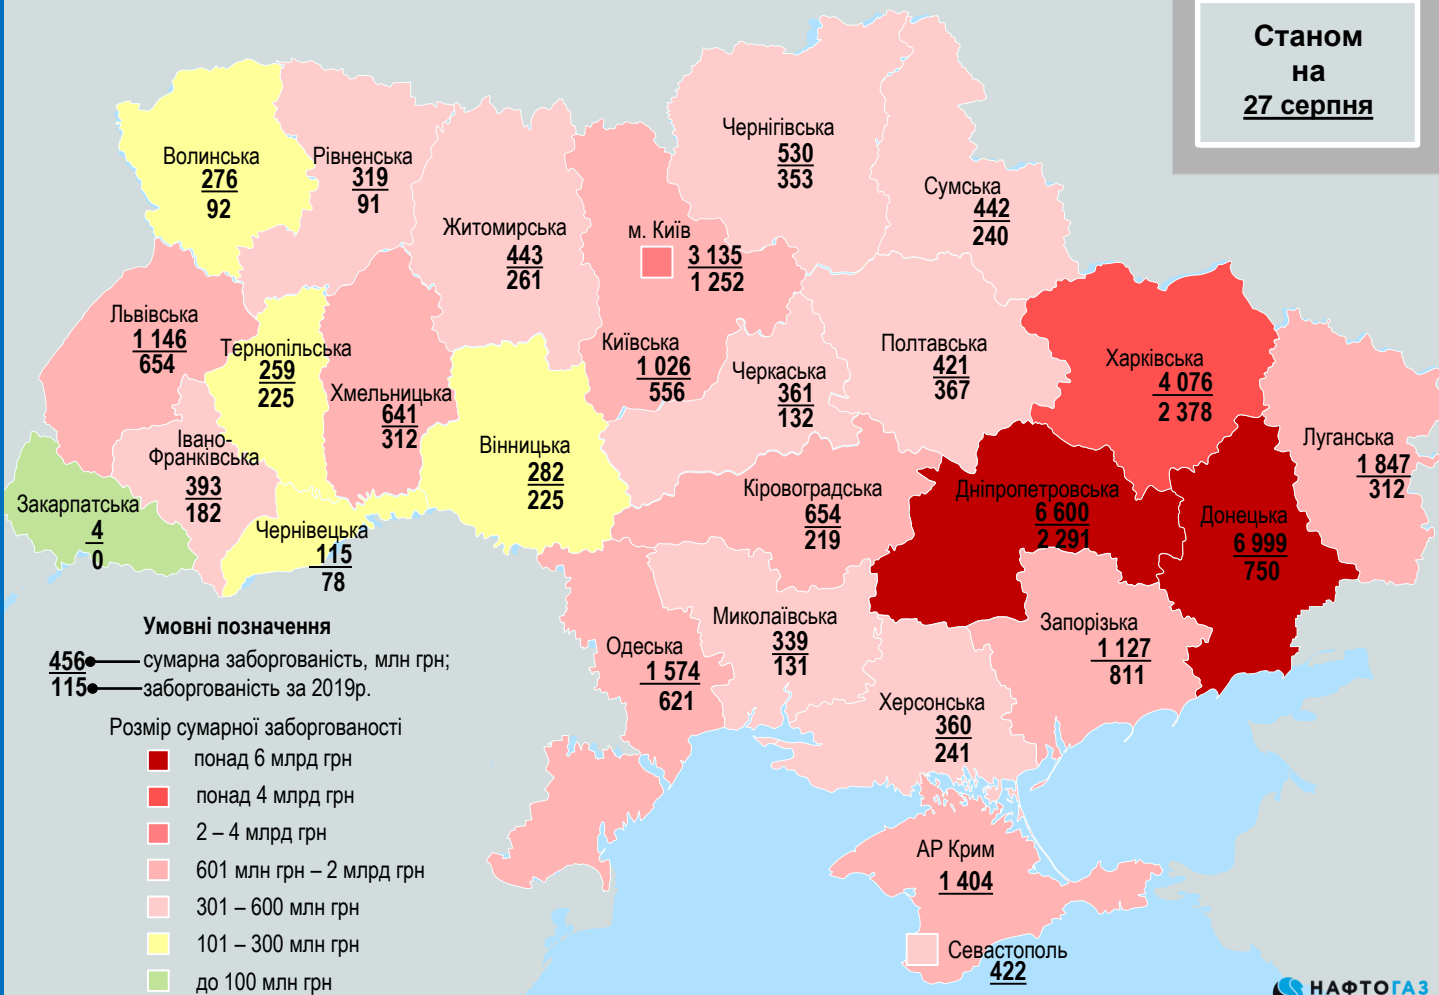 Станом
на
27 серпня
Волинська
276
92
Рівненська
319
91
Житомирська
443
261
м. Київ
3 135
1 252
Чернігівська
530
353
Сумська
442
240
Львівська
1 146
654
Тернопільська
259
225
Хмельницька
641
312
Київська
1 026
556
Черкаська
361
132
Полтавська
421
367
Харківська
4 076
2 378
Луганська
1 847
312
Івано-
Франківська
393
182
Вінницька
282
225
Кіровоградська
654
219
Дніпропетровська
6 600
2 291
Донецька
6 999
750
Закарпатська
4
0
Чернівецька
115
78
Миколаївська
339
131
Запорізька
1 127
811
Одеська
1 574
621
Херсонська
360
241
АР Крим
1 404
Севастополь
422
Умовні позначення
456 сумарна заборгованість, млн грн;
115 заборгованість за 2019р.
Розмір сумарної заборгованості
понад 6 млрд грн
понад 4 млрд грн
2 – 4 млрд грн
601 млн грн – 2 млрд грн
301 – 600 млн грн
101 – 300 млн грн
до 100 млн грн
НАФТОГАЗ